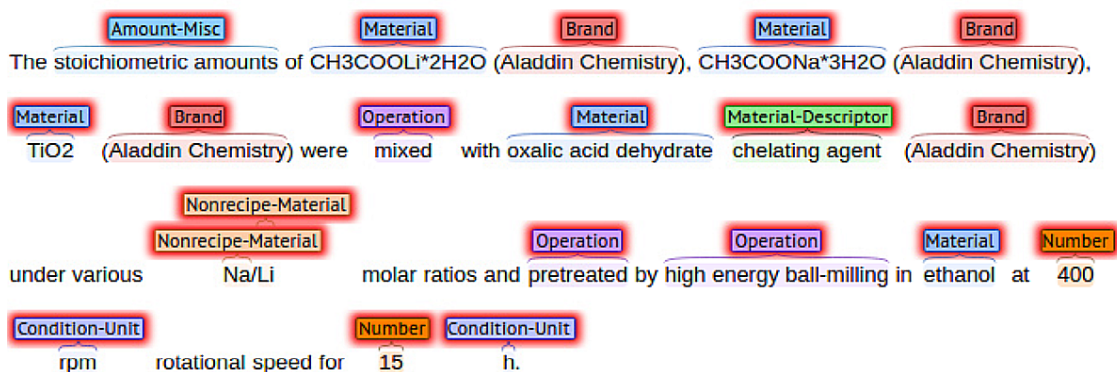 Amount-Misc Material Brand Material Brand
The stoichiometric amounts of CH3COOLi*2H2O (Aladdin Chemistry), CH3COONa*3H2O (Aladdin Chemistry),
Material Brand Operation Material Material-Descriptor Brand
TiO2 (Aladdin Chemistry) were mixed with oxalic acid dehydrate chelating agent (Aladdin Chemistry)
Nonrecipe-Material
Nonrecipe-Material Operation Operation Material Number
under various Na/Li molar ratios and pretreated by high energy ball-milling in ethanol at 400
Condition-Unit Number Condition-Unit
rpm rotational speed for 15 h.